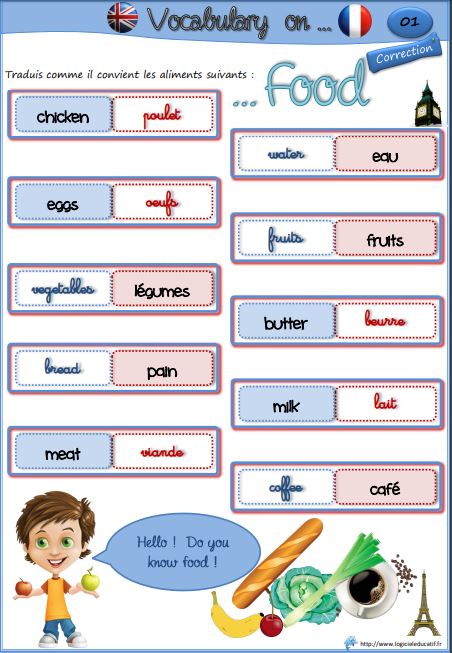 Vocabulary on ...
01
Correction
Traduis comme il convient les aliments suivants :
... Food
chicken poulet
eggs oeufs
vegetables légumes
bread pain
meat viande
water eau
fruits fruits
butter beurre
milk lait
coffee café
Hello ! Do you
know food !
http://www.logicieleducatif.fr